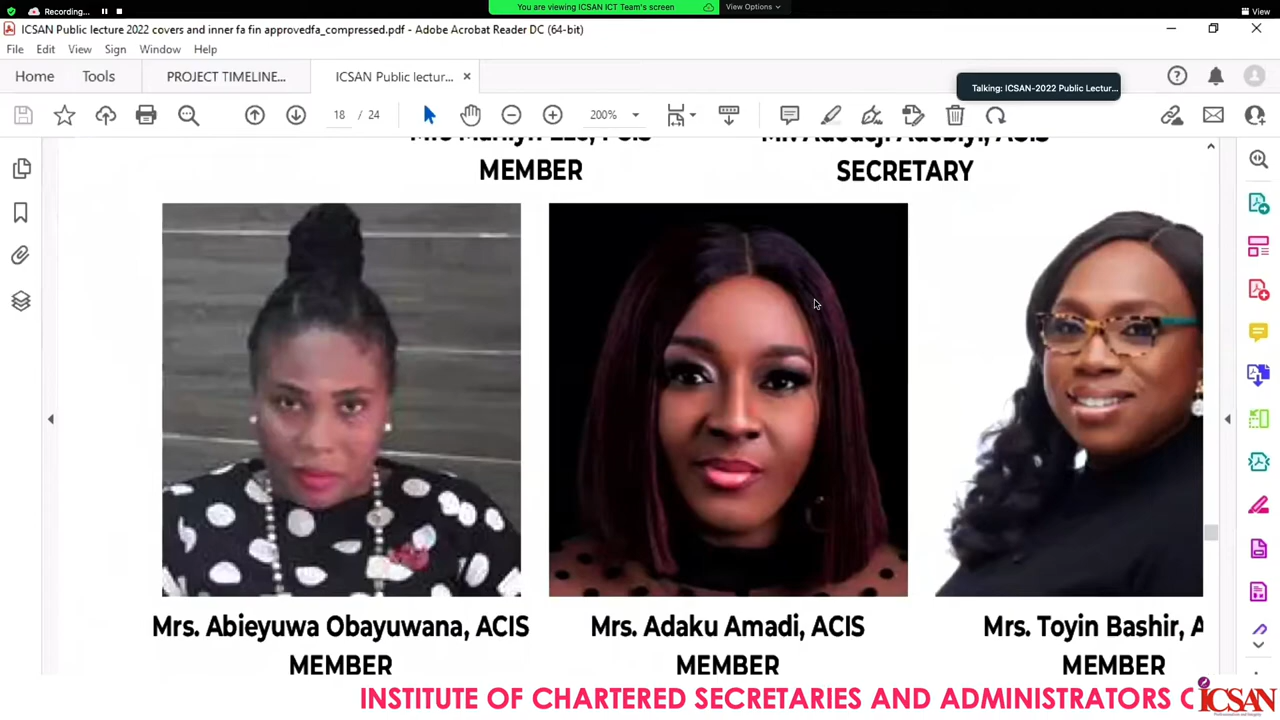 Recording...
You are viewing ICSAN ICT Team's screen
View Options
View
ICSAN Public lecture 2022 covers and inner fa fin approvedfa_compressed.pdf - Adobe Acrobat Reader DC (64-bit)
File Edit View Sign Window Help
Home Tools PROJECT TIMELINE... ICSAN Public lectur...
Talking: ICSAN-2022 Public Lectur...
18 / 24 200%
MEMBER SECRETARY
Mrs. Abieyuwa Obayuwana, ACIS Mrs. Adaku Amadi, ACIS Mrs. Toyin Bashir, A
MEMBER MEMBER MEMBER
INSTITUTE OF CHARTERED SECRETARIES AND ADMINISTRATORS
ICSAN